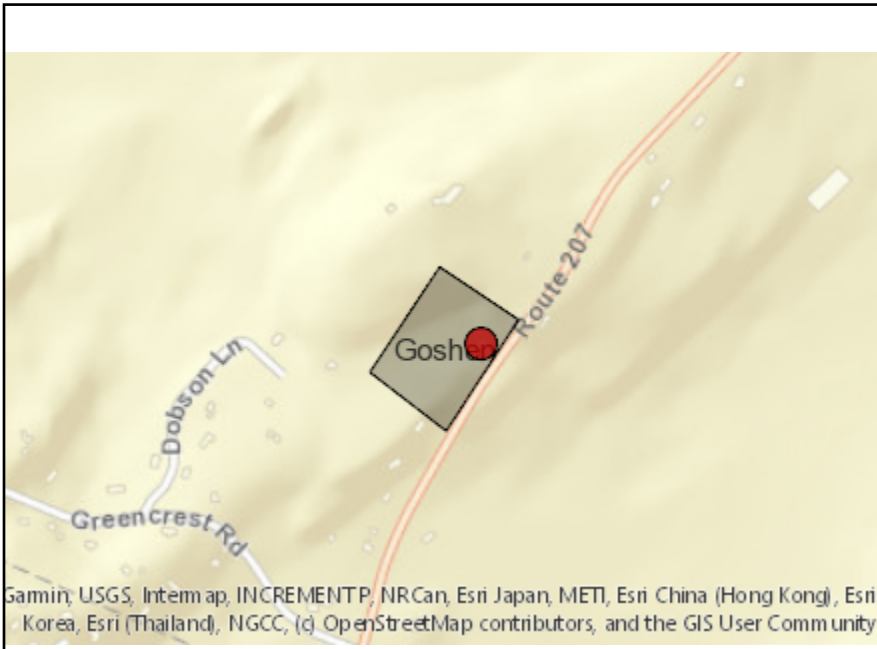 Route 207
Goshen
Dobson Ln
Greencrest Rd
Garmin, USGS, Intermap, INCREMENT P, NRCan, Esri Japan, METI, Esri China (Hong Kong), Esri
Korea, Esri (Thailand), NGCC, (c) OpenStreetMap contributors, and the GIS User Community